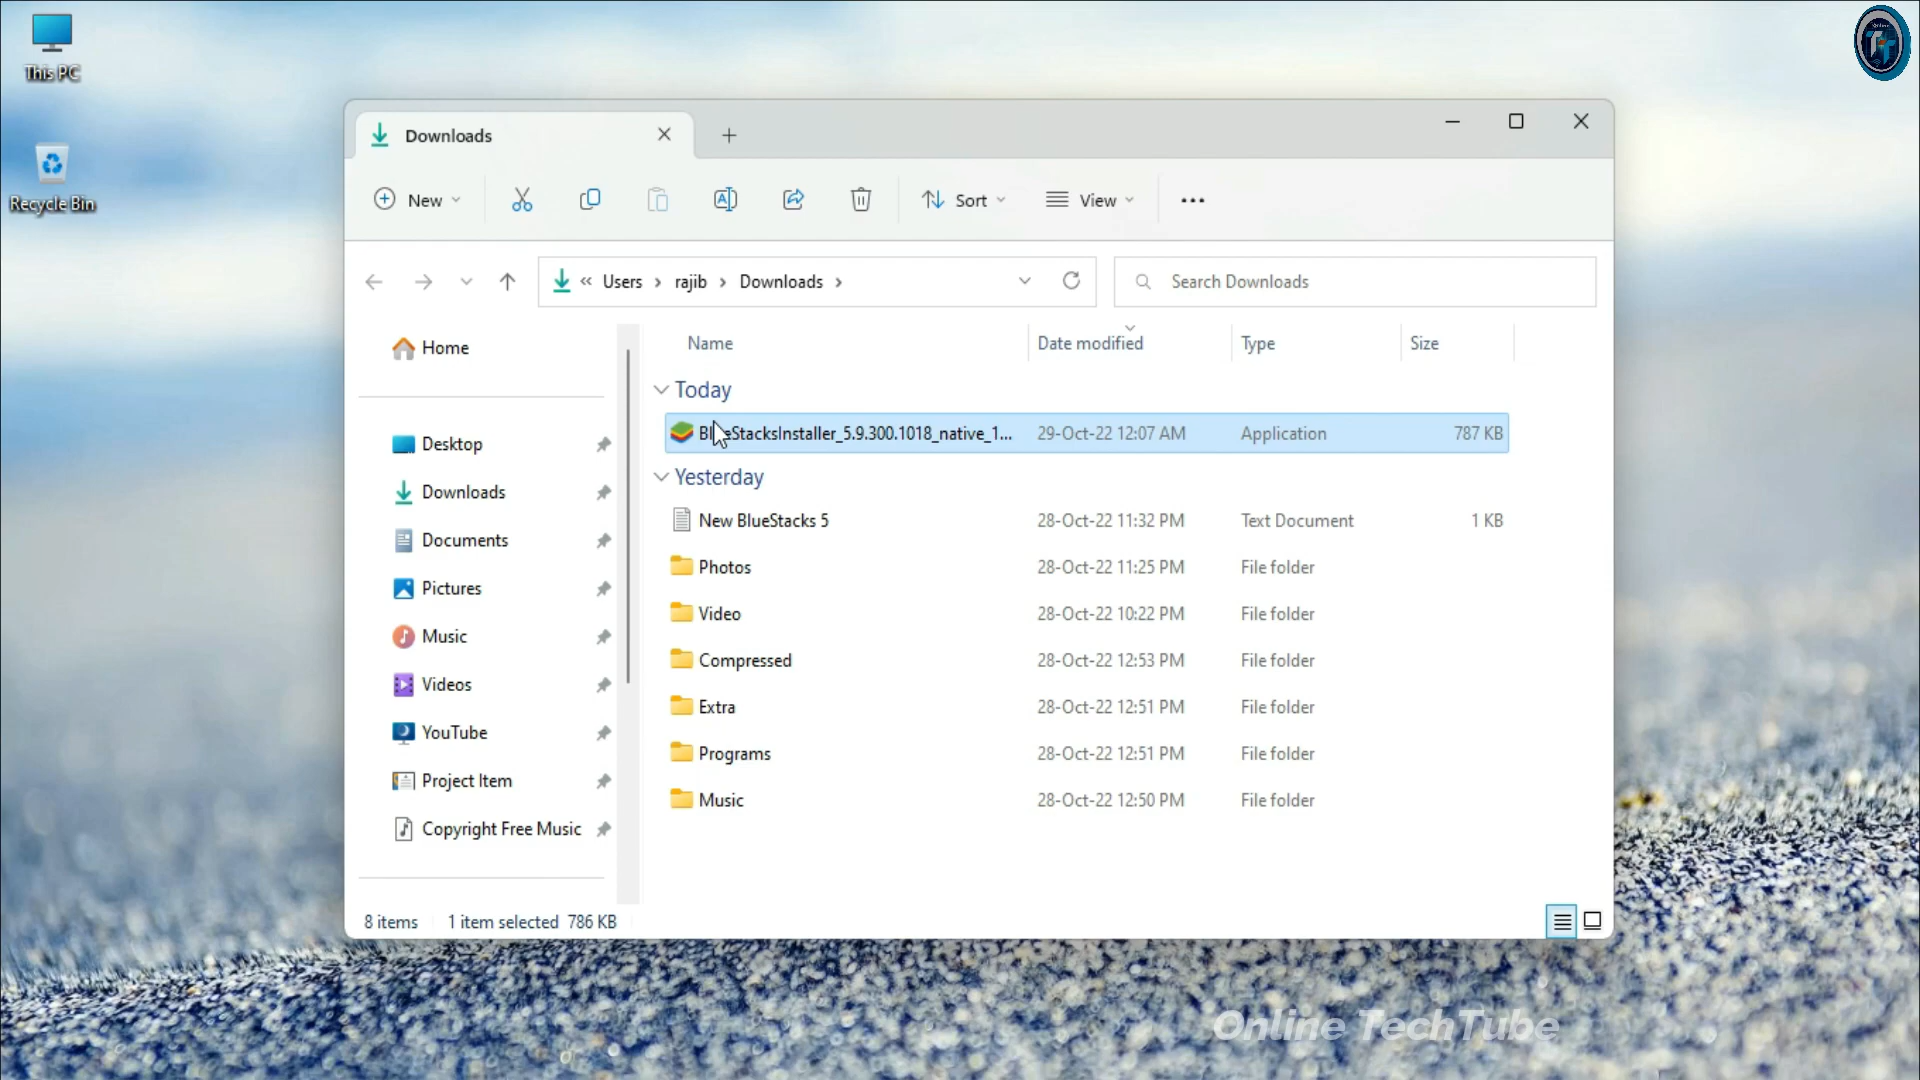 This PC
Recycle Bin
Downloads
New
Sort
View
Users
rajib
Downloads
Search Downloads
Home
Desktop
Downloads
Documents
Pictures
Music
Videos
YouTube
Project Item
Copyright Free Music
Name
Date modified
Type
Size
Today
BlueStacksInstaller_5.9.300.1018_native_1... 29-Oct-22 12:07 AM Application 787 KB
Yesterday
New BlueStacks 5 28-Oct-22 11:32 PM Text Document 1 KB
Photos 28-Oct-22 11:25 PM File folder
Video 28-Oct-22 10:22 PM File folder
Compressed 28-Oct-22 12:53 PM File folder
Extra 28-Oct-22 12:51 PM File folder
Programs 28-Oct-22 12:51 PM File folder
Music 28-Oct-22 12:50 PM File folder
8 items
1 item selected 786 KB
Online TechTube